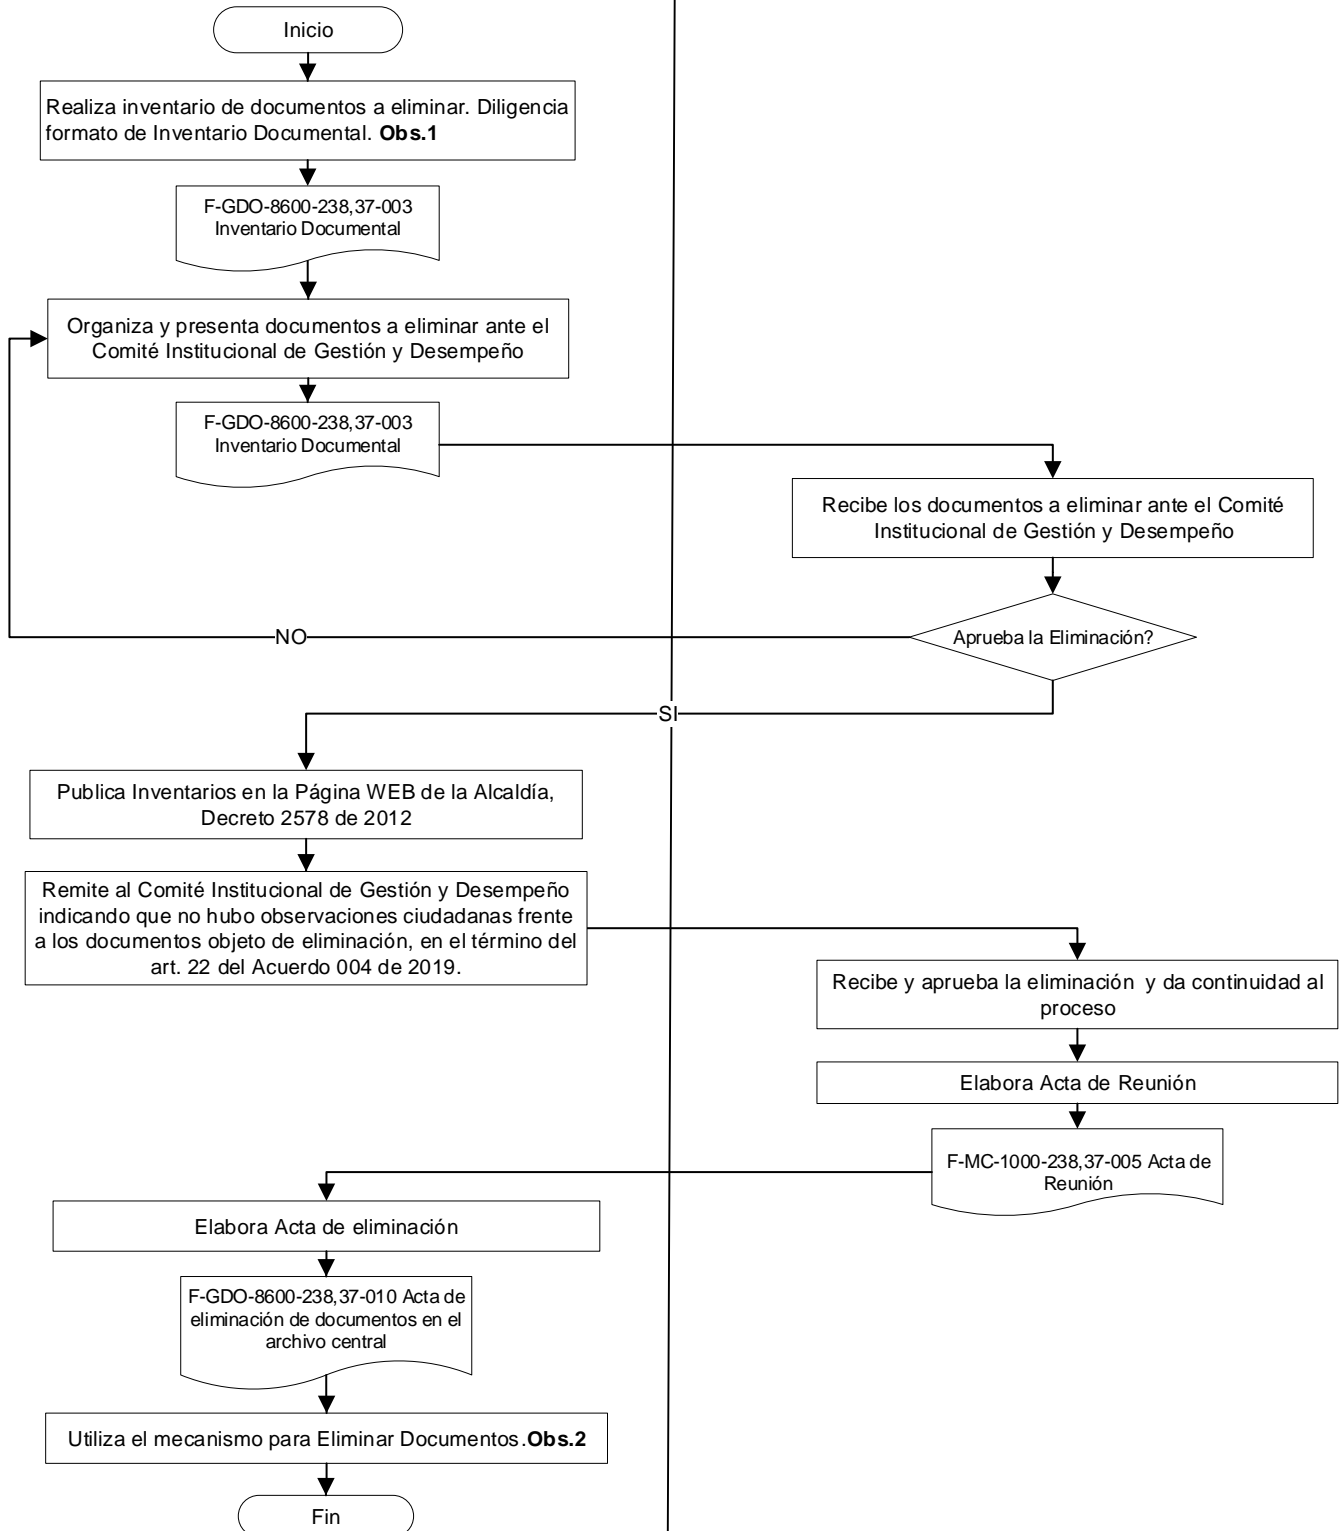 Inicio
Realiza inventario de documentos a eliminar. Diligencia
formato de Inventario Documental. Obs.1
F-GDO-8600-238,37-003
Inventario Documental
Organiza y presenta documentos a eliminar ante el
Comité Institucional de Gestión y Desempeño
F-GDO-8600-238,37-003
Inventario Documental
Recibe los documentos a eliminar ante el Comité
Institucional de Gestión y Desempeño
Aprueba la Eliminación?
NO
SI
Publica Inventarios en la Página WEB de la Alcaldía,
Decreto 2578 de 2012
Remite al Comité Institucional de Gestión y Desempeño
indicando que no hubo observaciones ciudadanas frente
a los documentos objeto de eliminación, en el término del
art. 22 del Acuerdo 004 de 2019.
Recibe y aprueba la eliminación y da continuidad al
proceso
Elabora Acta de Reunión
F-MC-1000-238,37-005 Acta de
Reunión
Elabora Acta de eliminación
F-GDO-8600-238,37-010 Acta de
eliminación de documentos en el
archivo central
Utiliza el mecanismo para Eliminar Documentos.Obs.2
Fin